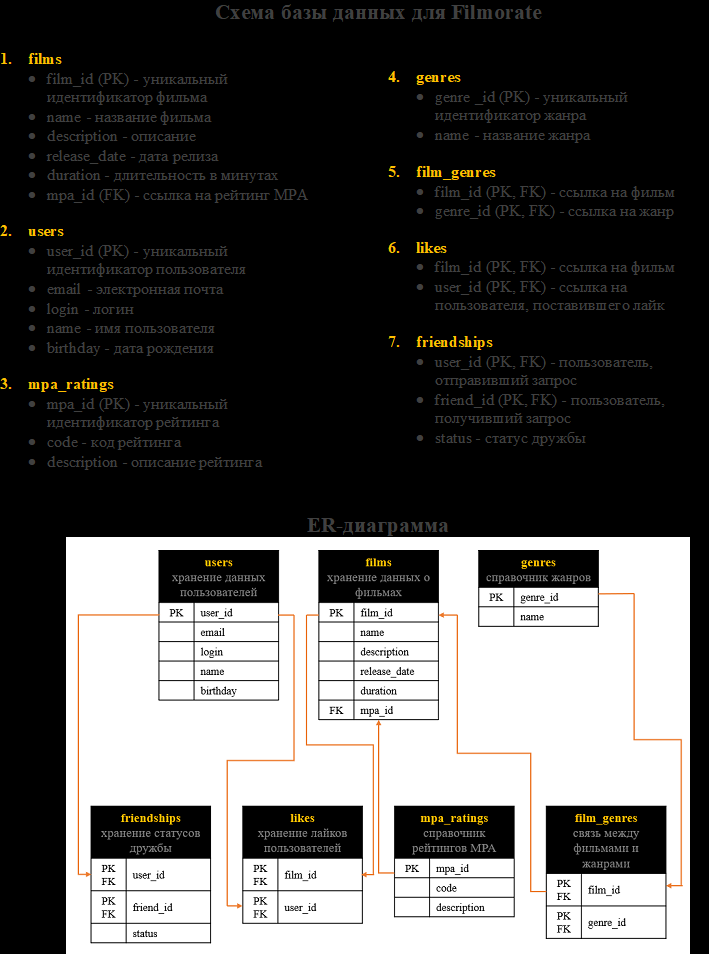 Схема базы данных для Filmorate
1. films
● film_id (PK) - уникальный
идентификатор фильма
● name - название фильма
● description - описание
● release_date - дата релиза
● duration - длительность в минутах
● mpa_id (FK) - ссылка на рейтинг MPA
2. users
● user_id (PK) - уникальный
идентификатор пользователя
● email - электронная почта
● login - логин
● name - имя пользователя
● birthday - дата рождения
3. mpa_ratings
● mpa_id (PK) - уникальный
идентификатор рейтинга
● code - код рейтинга
● description - описание рейтинга
4. genres
● genre _id (PK) - уникальный
идентификатор жанра
● name - название жанра
5. film_genres
● film_id (PK, FK) - ссылка на фильм
● genre_id (PK, FK) - ссылка на жанр
6. likes
● film_id (PK, FK) - ссылка на фильм
● user_id (PK, FK) - ссылка на
пользователя, поставившего лайк
7. friendships
● user_id (PK, FK) - пользователь,
отправивший запрос
● friend_id (PK, FK) - пользователь,
получивший запрос
● status - статус дружбы
ER-диаграмма
users
хранение данных
пользователей
PK user_id
email
login
name
birthday
films
хранение данных о
фильмах
PK film_id
name
description
release_date
duration
FK mpa_id
genres
справочник жанров
PK genre_id
name
friendships
хранение статусов
дружбы
PK
FK user_id
PK
FK friend_id
status
likes
хранение лайков
пользователей
PK
FK film_id
PK
FK user_id
mpa_ratings
справочник
рейтингов MPA
PK mpa_id
code
description
film_genres
связь между
фильмами и
жанрами
PK
FK film_id
PK
FK genre_id